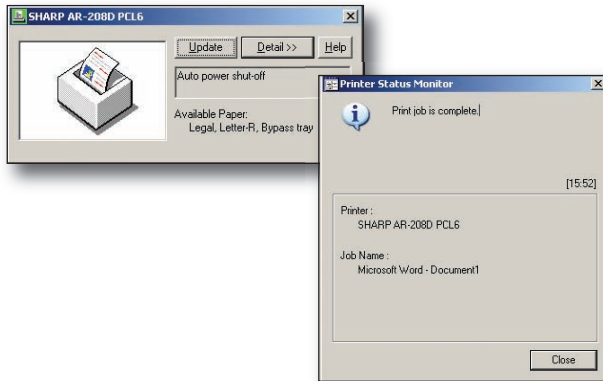 SHARP AR-208D PCL6
Update
Detail >>
Help
Auto power shut-off
Available Paper:
Legal, Letter-R, Bypass tray
Printer Status Monitor
Print job is complete.
[15:52]
Printer :
SHARP AR-208D PCL6
Job Name :
Microsoft Word - Document1
Close